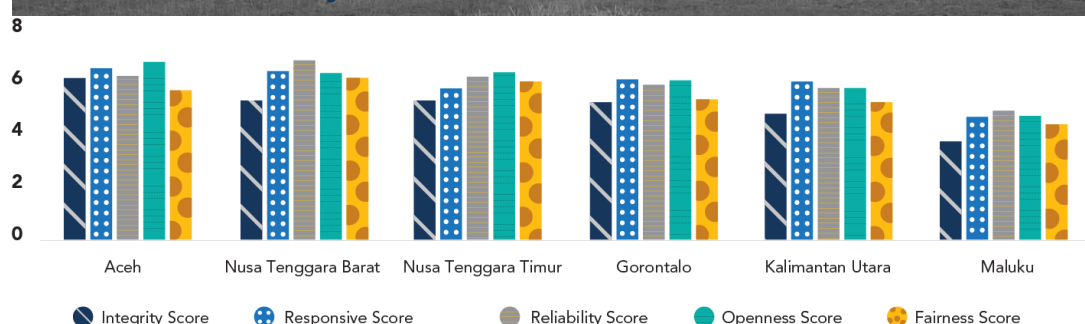 8
6
4
2
0
Aceh Nusa Tenggara Barat Nusa Tenggara Timur Gorontalo Kalimantan Utara Maluku
Integrity Score Responsive Score Reliability Score Openness Score Fairness Score